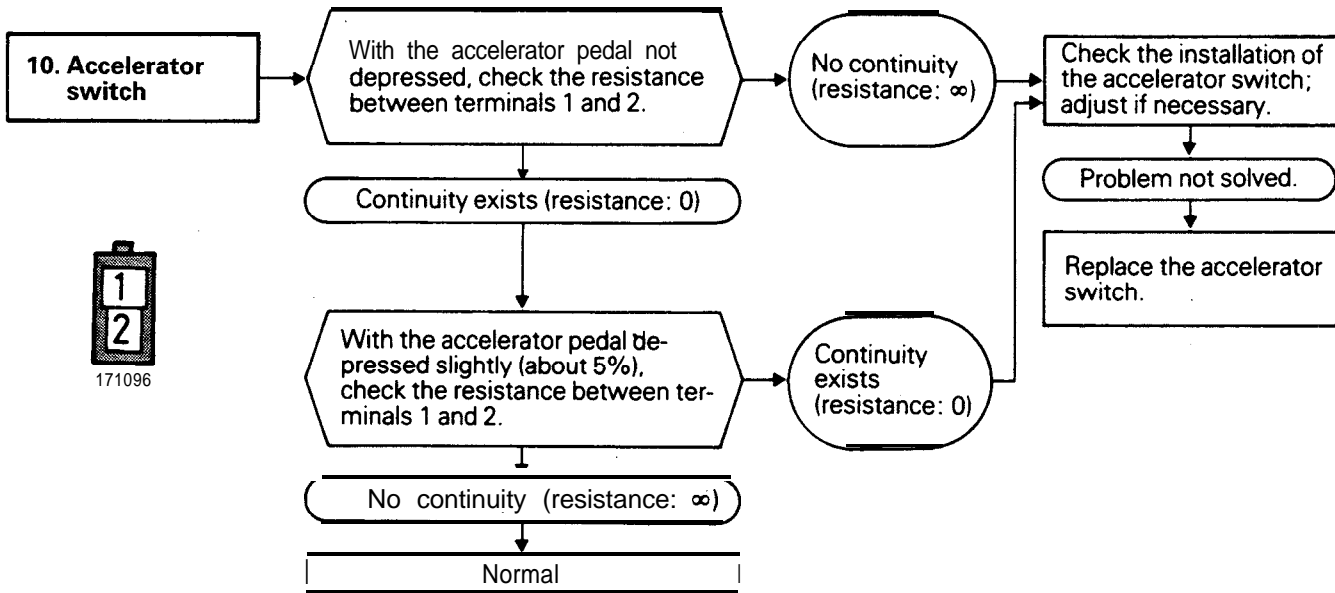 10. Accelerator
switch
With the accelerator pedal not
depressed, check the resistance
between terminals 1 and 2.
No continuity
(resistance: ∞)
Check the installation of
the accelerator switch;
adjust if necessary.
Continuity exists (resistance: 0)
Problem not solved.
Replace the accelerator
switch.
1
2
171096
With the accelerator pedal de-
pressed slightly (about 5%),
check the resistance between ter-
minals 1 and 2.
Continuity
exists
(resistance: 0)
No continuity (resistance: ∞)
Normal